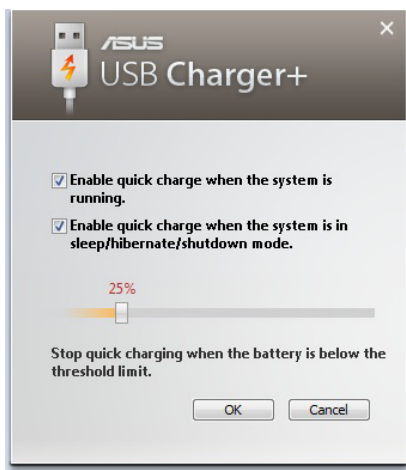 ASUS
USB Charger+
Enable quick charge when the system is
running.
Enable quick charge when the system is in
sleep/hibernate/shutdown mode.
25%
Stop quick charging when the battery is below the
threshold limit.
OK Cancel